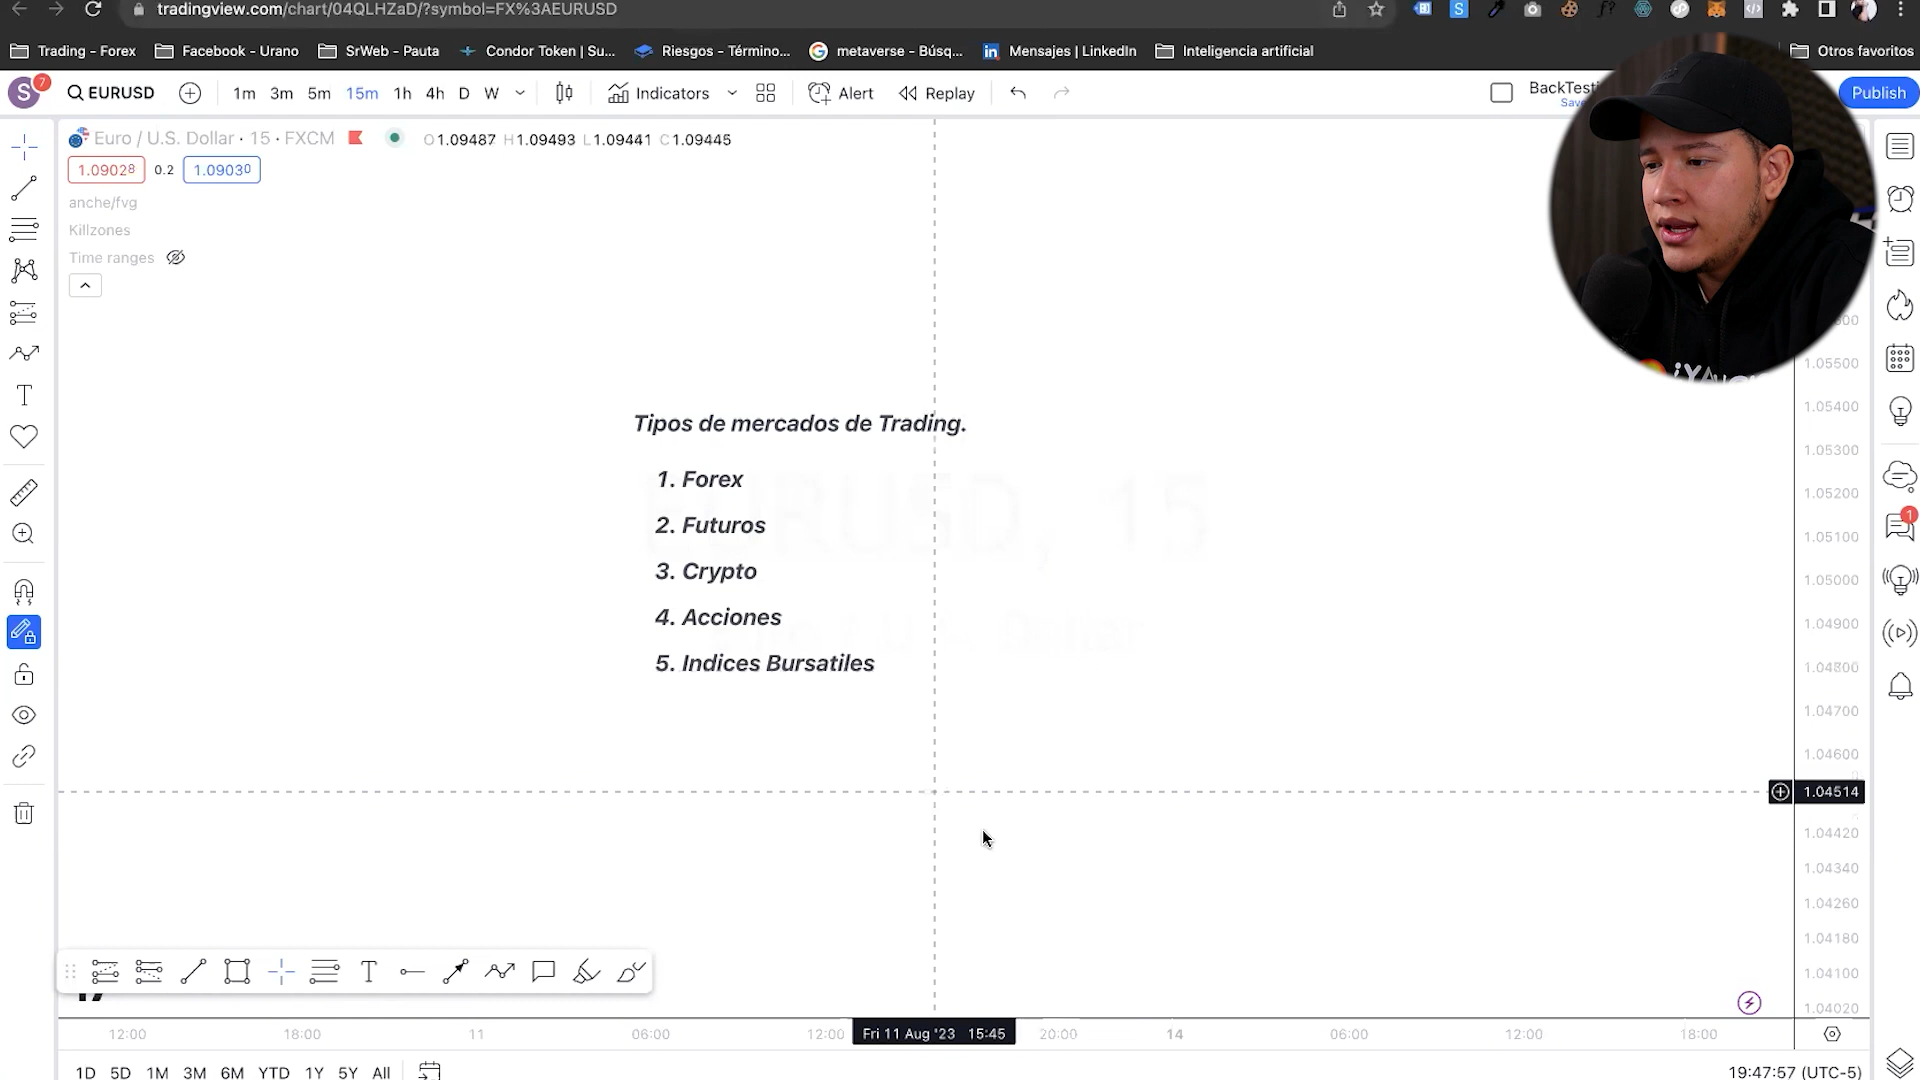 tradingview.com/chart/04QLHZaD/?symbol=FX%3AEURUSD
Trading - Forex
Facebook - Urano
SrWeb - Pauta
Condor Token | Su...
Riesgos - Término...
metaverse - Búsq...
Mensajes | LinkedIn
Inteligencia artificial
Otros favoritos
S 7
EURUSD
1m 3m 5m 15m 1h 4h D W
Indicators
Alert
Replay
Publish
Euro / U.S. Dollar · 15 · FXCM
O1.09487 H1.09493 L1.09441 C1.09445
1.09028 0.2 1.09030
anche/fvg
Killzones
Time ranges
Tipos de mercados de Trading.
1. Forex
2. Futuros
3. Crypto
4. Acciones
5. Indices Bursatiles
EURUSD, 15
1.05500
1.05400
1.05300
1.05200
1.05100
1.05000
1.04900
1.04800
1.04700
1.04600
1.04514
1.04420
1.04340
1.04260
1.04180
1.04100
1.04020
1
12:00 18:00 11 06:00 12:00 Fri 11 Aug '23 15:45 20:00 14 06:00 12:00 18:00
1D 5D 1M 3M 6M YTD 1Y 5Y All
19:47:57 (UTC-5)